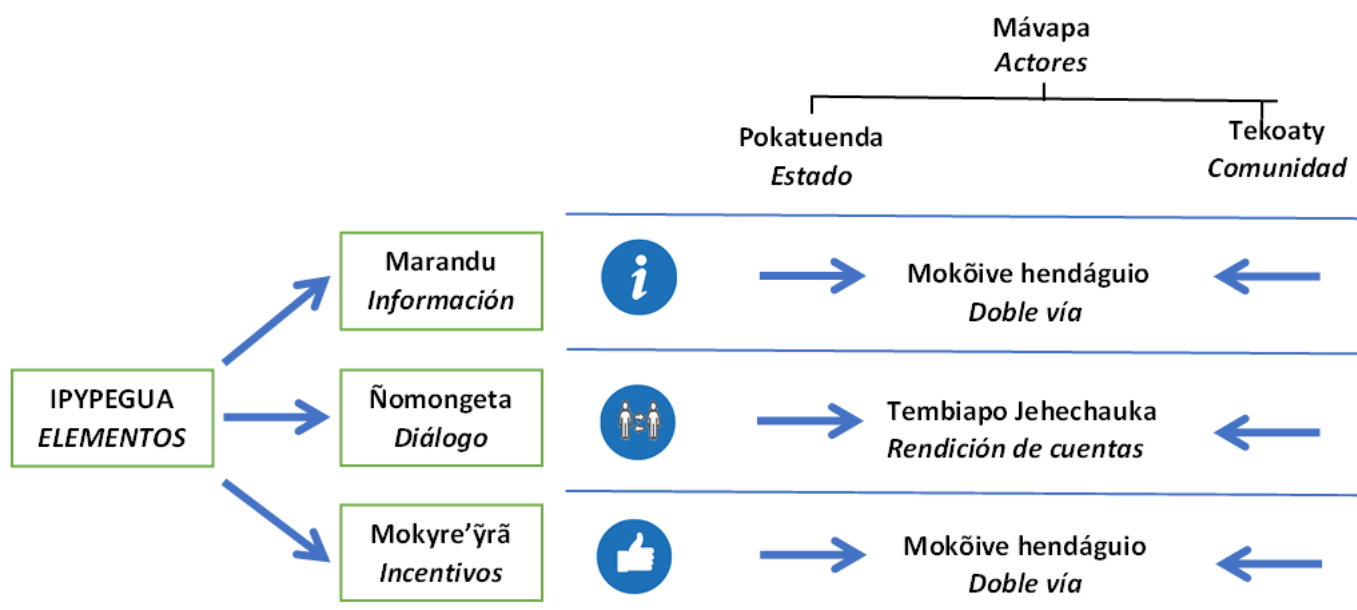 Mávapa
Actores
Pokatuenda
Estado
Tekoaty
Comunidad
Marandu
Información
i
Mokõive hendáguio
Doble vía
IPYPEGUA
ELEMENTOS
Ñomongeta
Diálogo
Tembiapo Jehechauka
Rendición de cuentas
Mokyre’ỹrã
Incentivos
Mokõive hendáguio
Doble vía